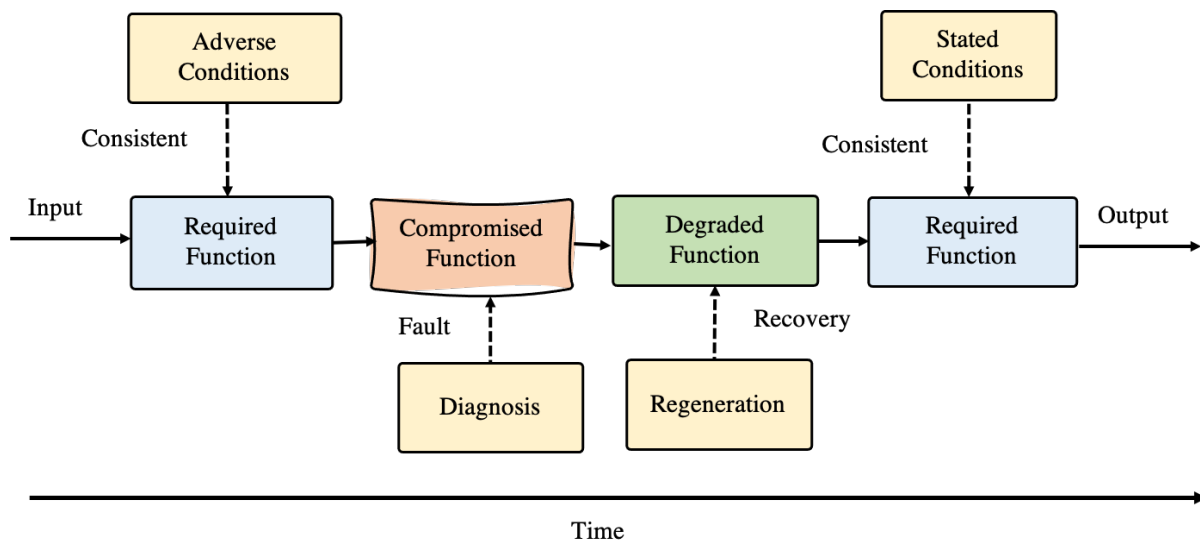 Adverse
Conditions
Stated
Conditions
Consistent
Consistent
Input
Required
Function
Compromised
Function
Degraded
Function
Required
Function
Output
Fault
Recovery
Diagnosis
Regeneration
Time